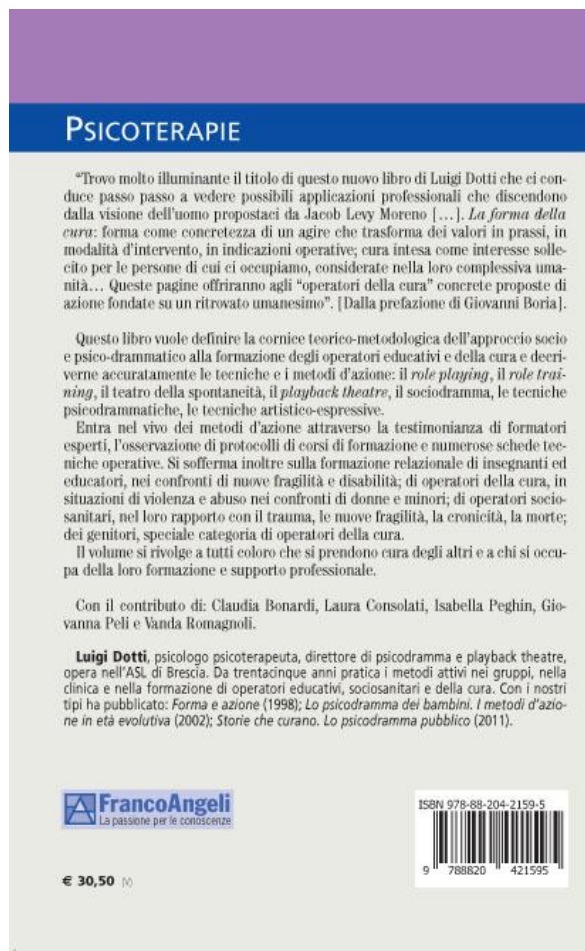 PSICOTERAPIE
“Trovo molto illuminante il titolo di questo nuovo libro di Luigi Dotti che ci con-
duce passo passo a vedere possibili applicazioni professionali che discendono
dalla visione dell'uomo propostaci da Jacob Levy Moreno […]. La forma della
cura: forma come concretezza di un agire che trasforma dei valori in prassi, in
modalità d'intervento, in indicazioni operative; cura intesa come interesse solle-
cito per le persone di cui ci occupiamo, considerate nella loro complessiva uma-
nità… Queste pagine offriranno agli “operatori della cura” concrete proposte di
azione fondate su un ritrovato umanesimo”. [Dalla prefazione di Giovanni Boria].
Questo libro vuole definire la cornice teorico-metodologica dell'approccio socio
e psico-drammatico alla formazione degli operatori educativi e della cura e decri-
verne accuratamente le tecniche e i metodi d'azione: il role playing, il role trai-
ning, il teatro della spontaneità, il playback theatre, il sociodramma, le tecniche
psicodrammatiche, le tecniche artistico-espressive.
Entra nel vivo dei metodi d'azione attraverso la testimonianza di formatori
esperti, l'osservazione di protocolli di corsi di formazione e numerose schede tec-
niche operative. Si sofferma inoltre sulla formazione relazionale di insegnanti ed
educatori, nei confronti di nuove fragilità e disabilità; di operatori della cura, in
situazioni di violenza e abuso nei confronti di donne e minori; di operatori socio-
sanitari, nel loro rapporto con il trauma, le nuove fragilità, la cronicità, la morte;
dei genitori, speciale categoria di operatori della cura.
Il volume si rivolge a tutti coloro che si prendono cura degli altri e a chi si occu-
pa della loro formazione e supporto professionale.
Con il contributo di: Claudia Bonardi, Laura Consolati, Isabella Peghin, Gio-
vanna Peli e Vanda Romagnoli.
Luigi Dotti, psicologo psicoterapeuta, direttore di psicodramma e playback theatre,
opera nell'ASL di Brescia. Da trentacinque anni pratica i metodi attivi nei gruppi, nella
clinica e nella formazione di operatori educativi, sociosanitari e della cura. Con i nostri
tipi ha pubblicato: Forma e azione (1998); Lo psicodramma dei bambini. I metodi d'azio-
ne in età evolutiva (2002); Storie che curano. Lo psicodramma pubblico (2011).
FrancoAngeli
La passione per le conoscenze
ISBN 978-88-204-2159-5
9 788820 421595
€ 30,50 (V)